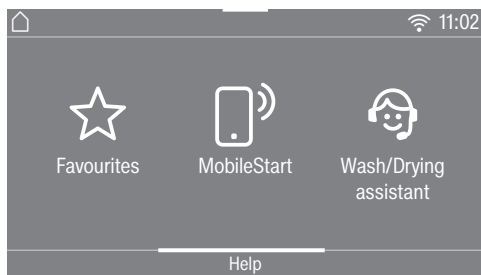 11:02
Favourites
MobileStart
Wash/Drying
assistant
Help